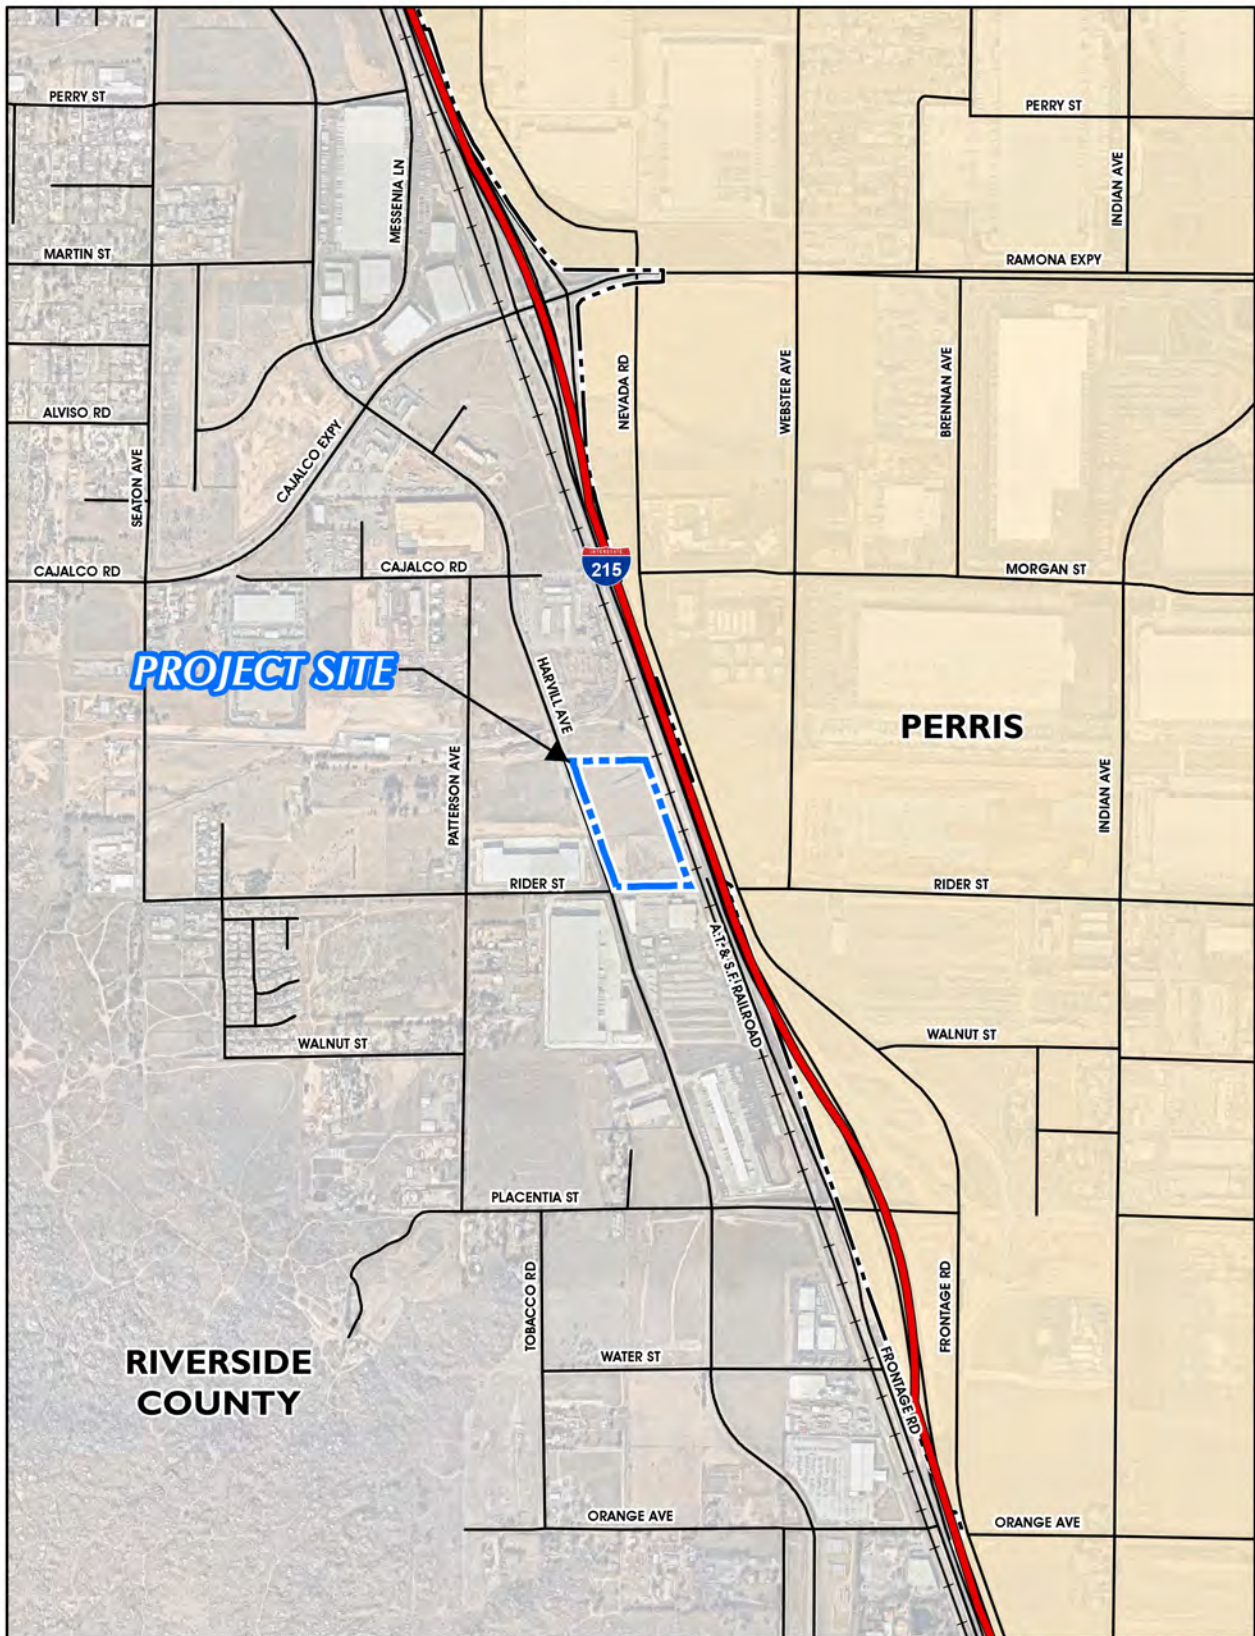 PERRY ST
PERRY ST
MESSENIA LN
INDIAN AVE
MARTIN ST
RAMONA EXPY
NEVADA RD
WEBSTER AVE
BRENNAN AVE
ALVISO RD
CAJALCO EXPY
SEATON AVE
INTERSTATE
215
CAJALCO RD
CAJALCO RD
MORGAN ST
PROJECT SITE
HARVILL AVE
PERRIS
PATTERSON AVE
INDIAN AVE
RIDER ST
RIDER ST
A.T. & S.F. RAILROAD
WALNUT ST
WALNUT ST
PLACENTIA ST
TOBACCO RD
FRONTAGE RD
RIVERSIDE
COUNTY
WATER ST
FRONTAGE RD
ORANGE AVE
ORANGE AVE